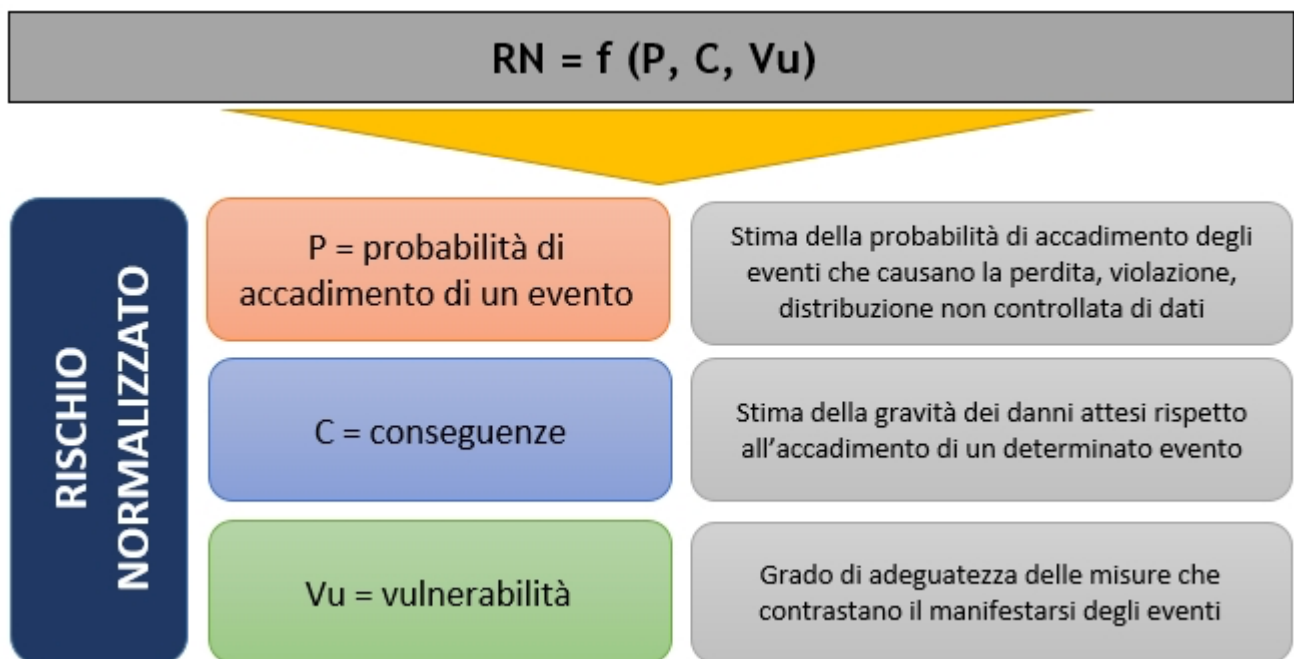 RN = f (P, C, Vu)
RISCHIO
NORMALIZZATO
P = probabilità di
accadimento di un evento
Stima della probabilità di accadimento degli
eventi che causano la perdita, violazione,
distribuzione non controllata di dati
C = conseguenze
Stima della gravità dei danni attesi rispetto
all'accadimento di un determinato evento
Vu = vulnerabilità
Grado di adeguatezza delle misure che
contrastano il manifestarsi degli eventi